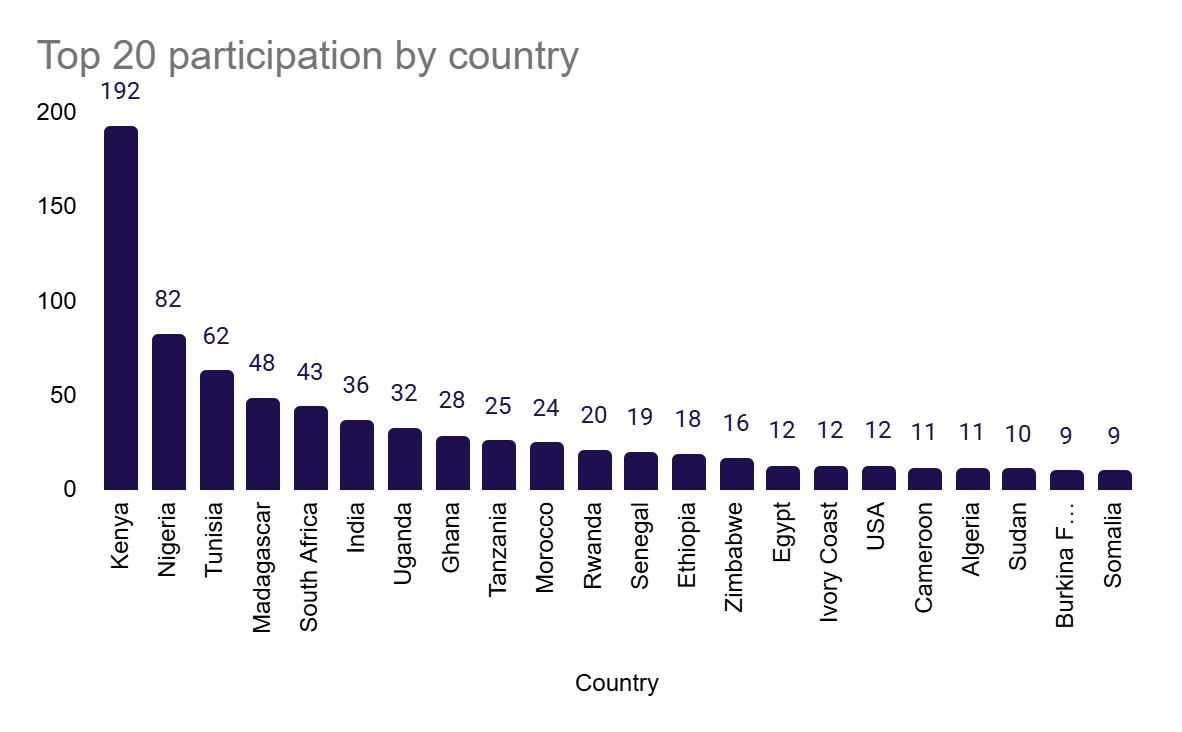 Top 20 participation by country
200
150
100
50
0
192
82
62
48
43
36
32
28
25
24
20
19
18
16
12
12
12
11
11
10
9
9
Kenya
Nigeria
Tunisia
Madagascar
South Africa
India
Uganda
Ghana
Tanzania
Morocco
Rwanda
Senegal
Ethiopia
Zimbabwe
Egypt
Ivory Coast
USA
Cameroon
Algeria
Sudan
Burkina F…
Somalia
Country